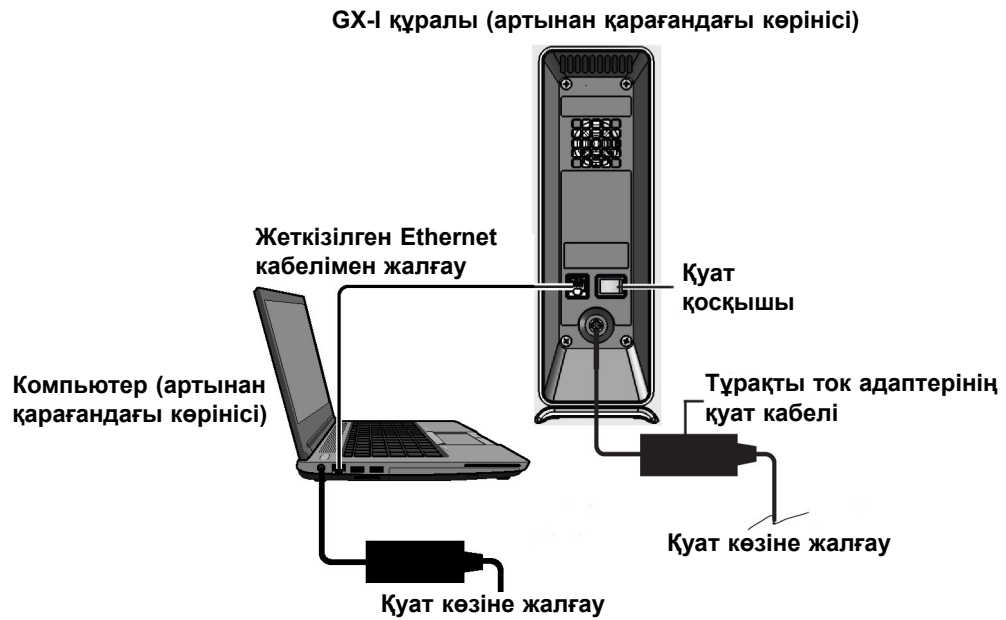 GX-I құралы (артынан қарағандағы көрінісі)
Жеткізілген Ethernet
кабелімен жалғау
Қуат
қосқышы
Компьютер (артынан
қарағандағы көрінісі)
Тұрақты ток адаптерінің
қуат кабелі
Қуат көзіне жалғау
Қуат көзіне жалғау